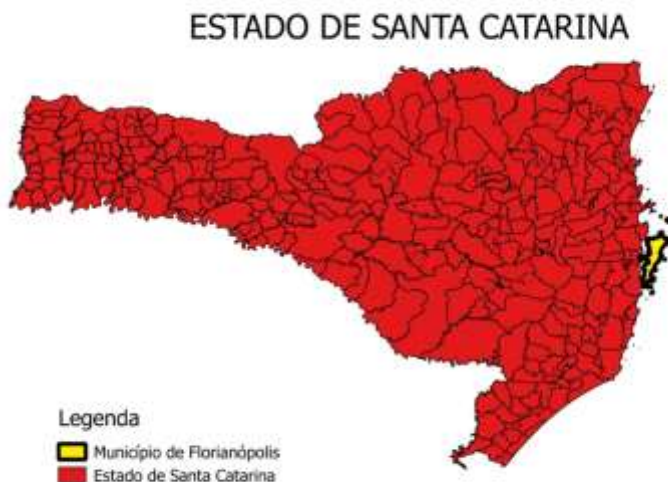 ESTADO DE SANTA CATARINA
Legenda
Município de Florianópolis
Estado de Santa Catarina